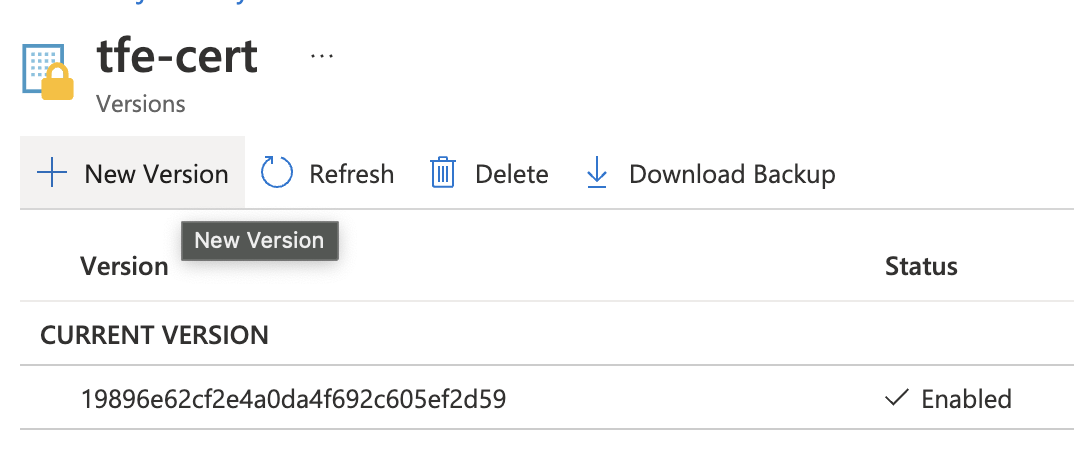 tfe-cert ...
Versions
New Version Refresh Delete Download Backup
New Version
Version Status
CURRENT VERSION
19896e62cf2e4a0da4f692c605ef2d59 Enabled